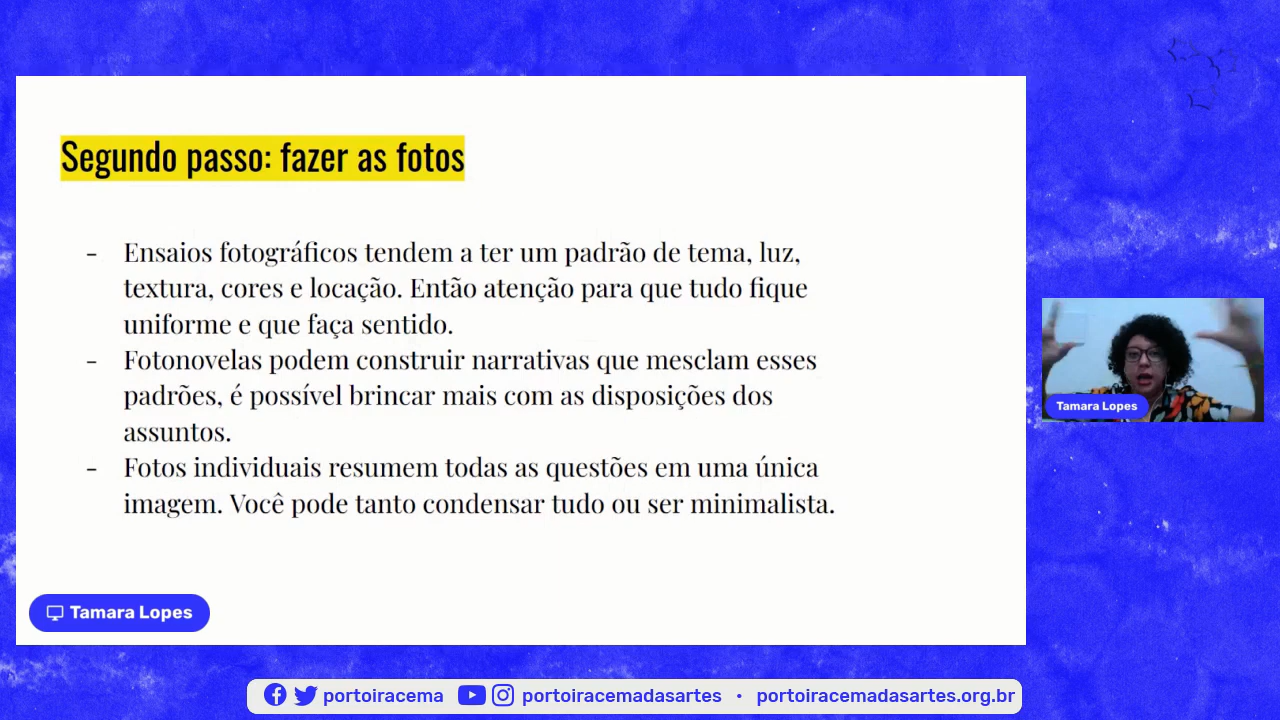 Segundo passo: fazer as fotos
- Ensaios fotográficos tendem a ter um padrão de tema, luz,
textura, cores e locação. Então atenção para que tudo fique
uniforme e que faça sentido.
- Fotonovelas podem construir narrativas que mesclam esses
padrões, é possível brincar mais com as disposições dos
assuntos.
- Fotos individuais resumem todas as questões em uma única
imagem. Você pode tanto condensar tudo ou ser minimalista.
Tamara Lopes
Tamara Lopes
portoiracema portoiracemadasartes • portoiracemadasartes.org.br